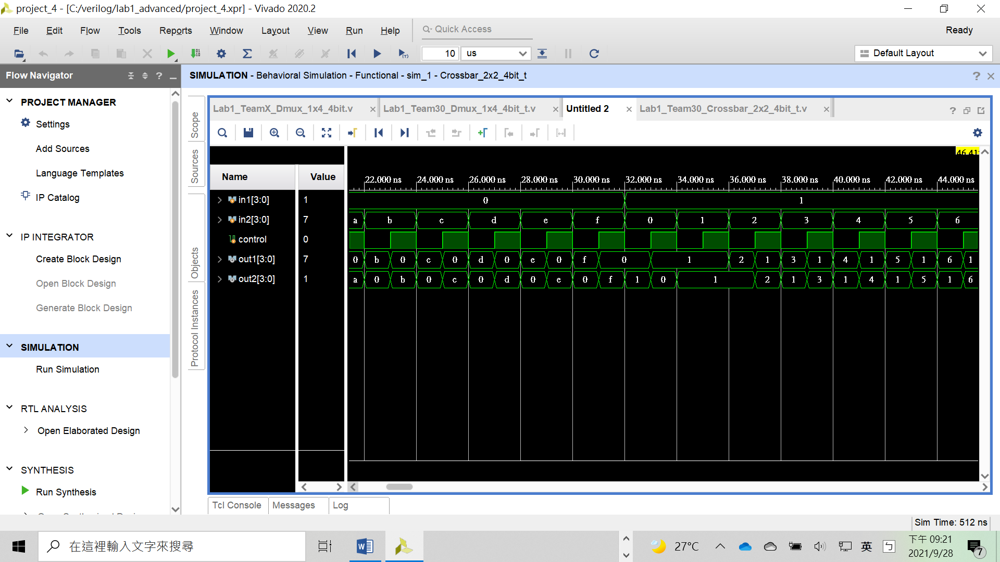 project_4 - [C:/verilog/lab1_advanced/project_4.xpr] - Vivado 2020.2
File Edit Flow Tools Reports Window Layout View Run Help
Quick Access
Ready
10 us
Default Layout
Flow Navigator
SIMULATION - Behavioral Simulation - Functional - sim_1 - Crossbar_2x2_4bit_t
PROJECT MANAGER
Settings
Add Sources
Language Templates
IP Catalog
IP INTEGRATOR
Create Block Design
Open Block Design
Generate Block Design
SIMULATION
Run Simulation
RTL ANALYSIS
Open Elaborated Design
SYNTHESIS
Run Synthesis
Scope
Sources
Objects
Protocol Instances
Lab1_TeamX_Dmux_1x4_4bit.v
Lab1_Team30_Dmux_1x4_4bit_t.v
Untitled 2
Lab1_Team30_Crossbar_2x2_4bit_t.v
Name Value
22.000 ns 24.000 ns 26.000 ns 28.000 ns 30.000 ns 32.000 ns 34.000 ns 36.000 ns 38.000 ns 40.000 ns 42.000 ns 44.000 ns
in1[3:0] 1 0 1
in2[3:0] 7 a b c d e f 0 1 2 3 4 5 6
control 0
out1[3:0] 7 0 b 0 c 0 d 0 e 0 f 0 1 2 1 3 1 4 1 5 1 6 1
out2[3:0] 1 a 0 b 0 c 0 d 0 e 0 f 1 0 1 2 1 3 1 4 1 5 1 6
Tcl Console Messages Log
Sim Time: 512 ns
在這裡輸入文字來搜尋
27°C
英
ㄅ
下午 09:21
2021/9/28
7